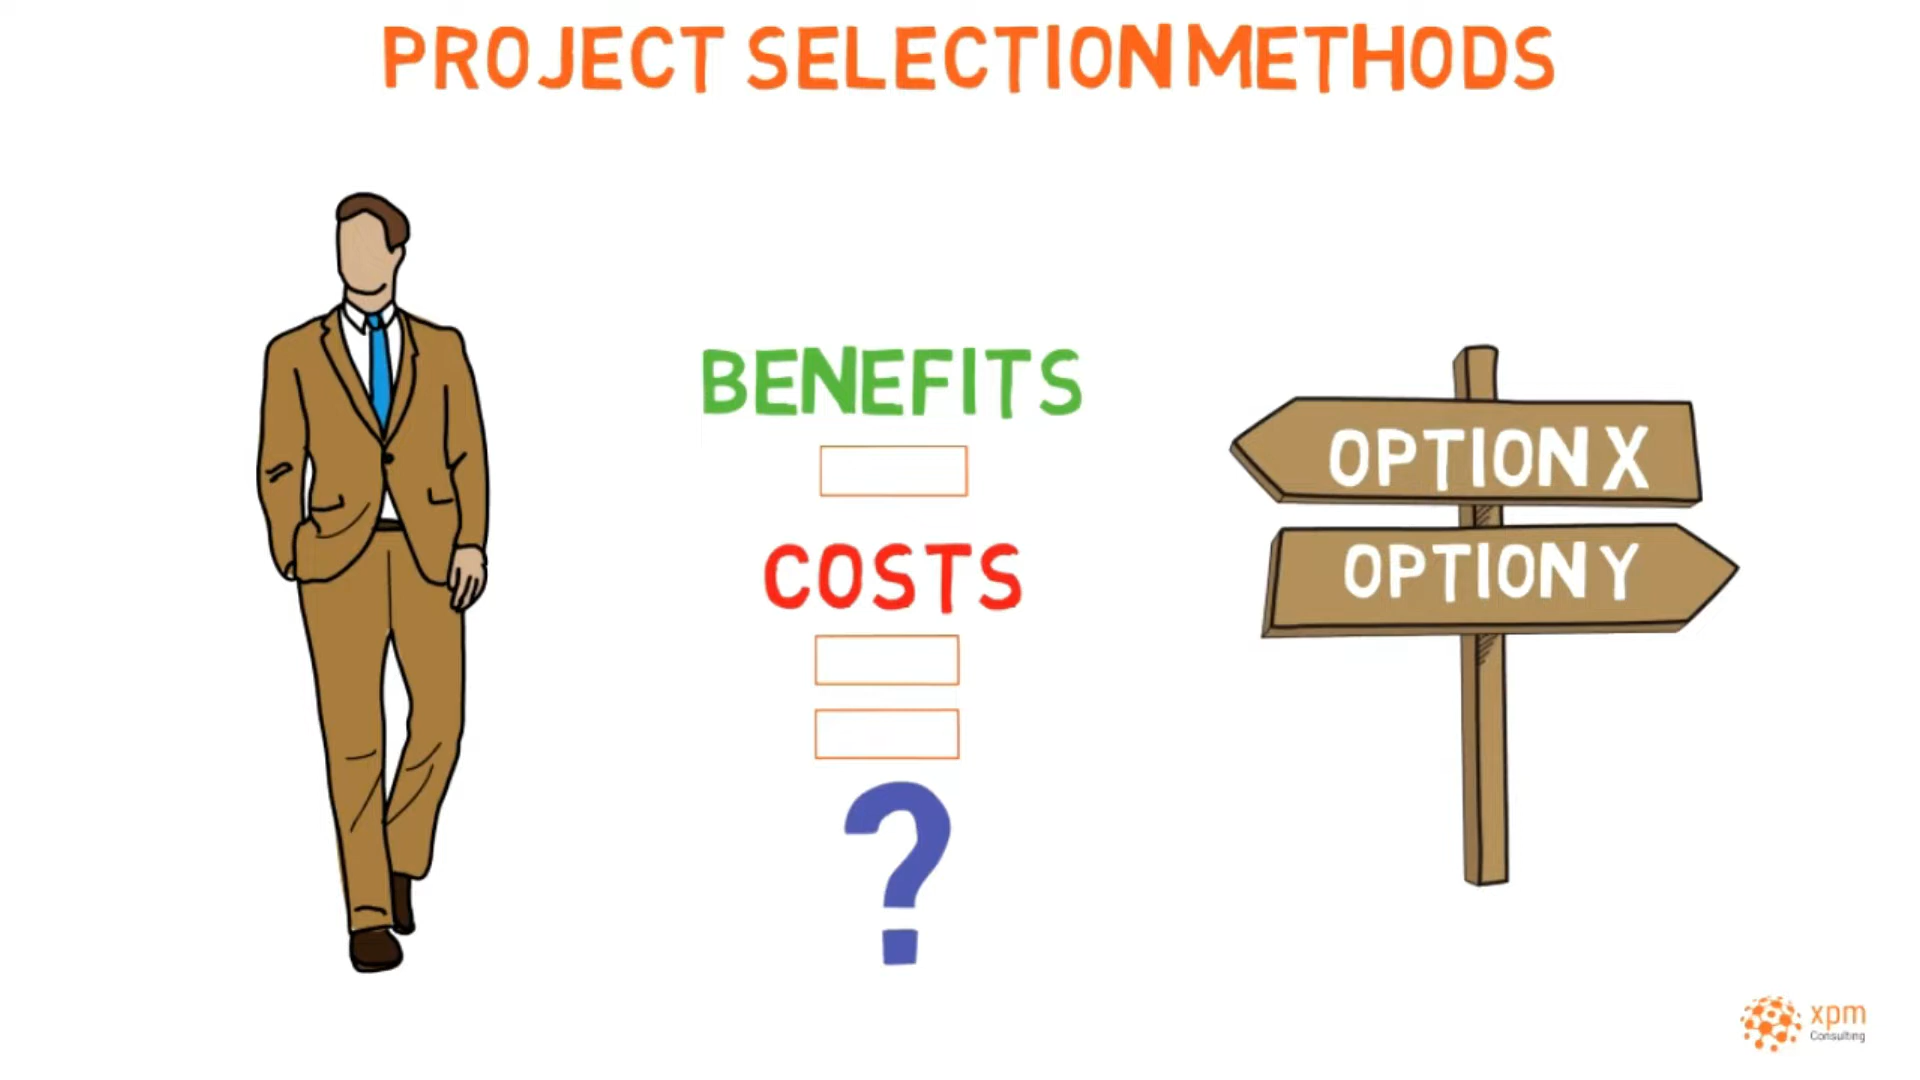 PROJECT SELECTION METHODS
BENEFITS
COSTS
?
OPTION X
OPTION Y
xpm
Consulting